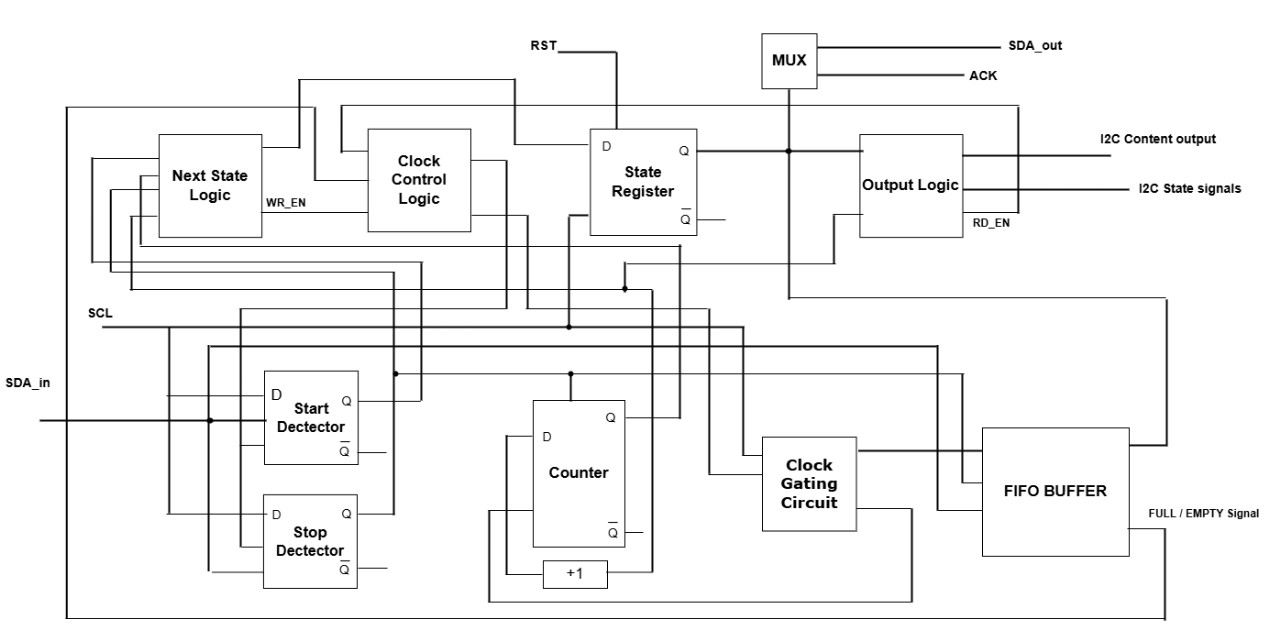 RST
MUX
SDA_out
ACK
Next State
Logic
WR_EN
Clock
Control
Logic
D
Q
State
Register
Q
Output Logic
I2C Content output
I2C State signals
RD_EN
SCL
SDA_in
D
Q
Start
Dectector
Q
D
Q
Stop
Dectector
Q
Q
D
Counter
Q
+1
Clock
Gating
Circuit
FIFO BUFFER
FULL / EMPTY Signal